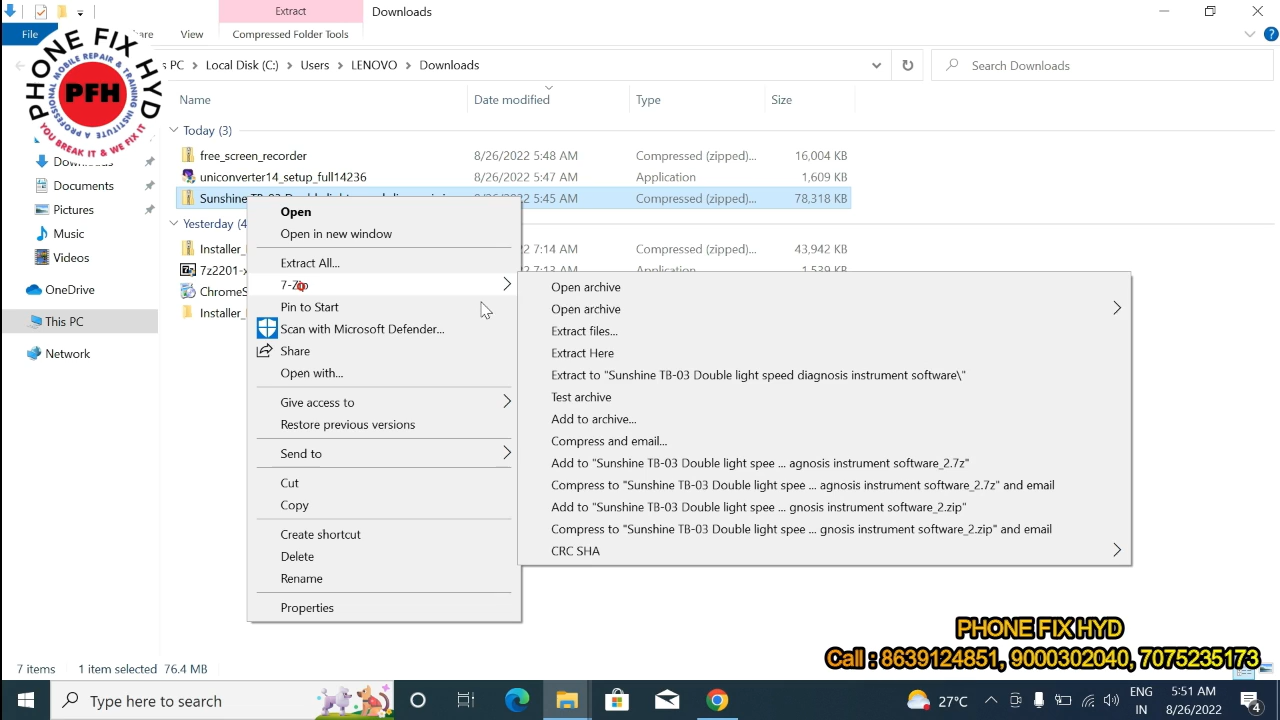 Extract
Downloads
File
Share
View
Compressed Folder Tools
PHONE FIX HYD
PROFESSIONAL MOBILE REPAIR & TRAINING INSTITUTE A
PFH
YOU BREAK IT & WE FIX IT
PC > Local Disk (C:) > Users > LENOVO > Downloads
Search Downloads
Name
Date modified
Type
Size
Today (3)
free_screen_recorder
8/26/2022 5:48 AM
Compressed (zipped)...
16,004 KB
uniconverter14_setup_full14236
8/26/2022 5:47 AM
Application
1,609 KB
Sunshine TB-03 Double light speed diagnosis
8/26/2022 5:45 AM
Compressed (zipped)...
78,318 KB
Yesterday (4
Installer_
7:14 AM
Compressed (zipped)...
43,942 KB
7z2201-x
7:13 AM
Application
1,539 KB
ChromeS
Installer_
Downloads
Documents
Pictures
Music
Videos
OneDrive
This PC
Network
Open
Open in new window
Extract All...
7-Zip
Pin to Start
Scan with Microsoft Defender...
Share
Open with...
Give access to
Restore previous versions
Send to
Cut
Copy
Create shortcut
Delete
Rename
Properties
Open archive
Open archive
Extract files...
Extract Here
Extract to "Sunshine TB-03 Double light speed diagnosis instrument software\"
Test archive
Add to archive...
Compress and email...
Add to "Sunshine TB-03 Double light spee ... agnosis instrument software_2.7z"
Compress to "Sunshine TB-03 Double light spee ... agnosis instrument software_2.7z" and email
Add to "Sunshine TB-03 Double light spee ... gnosis instrument software_2.zip"
Compress to "Sunshine TB-03 Double light spee ... gnosis instrument software_2.zip" and email
CRC SHA
PHONE FIX HYD
Call : 8639124851, 9000302040, 7075235173
7 items
1 item selected 76.4 MB
Type here to search
27°C
ENG
IN
5:51 AM
8/26/2022
4